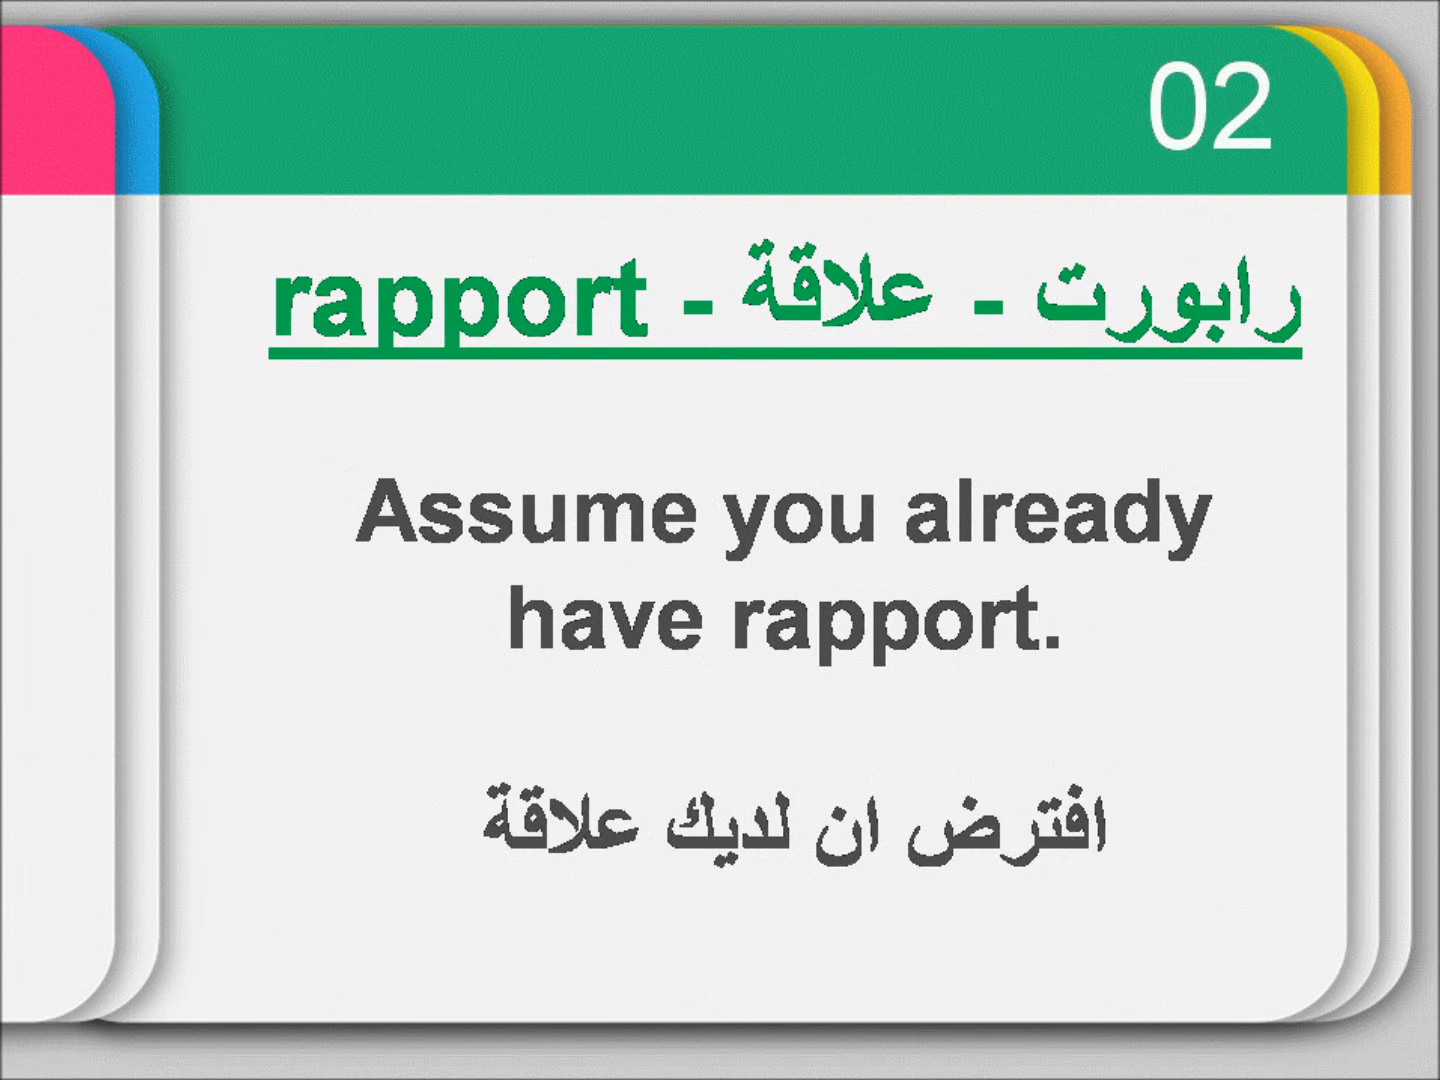 02
rapport - علاقة - رابورت
Assume you already
have rapport.
افترض ان لديك علاقة